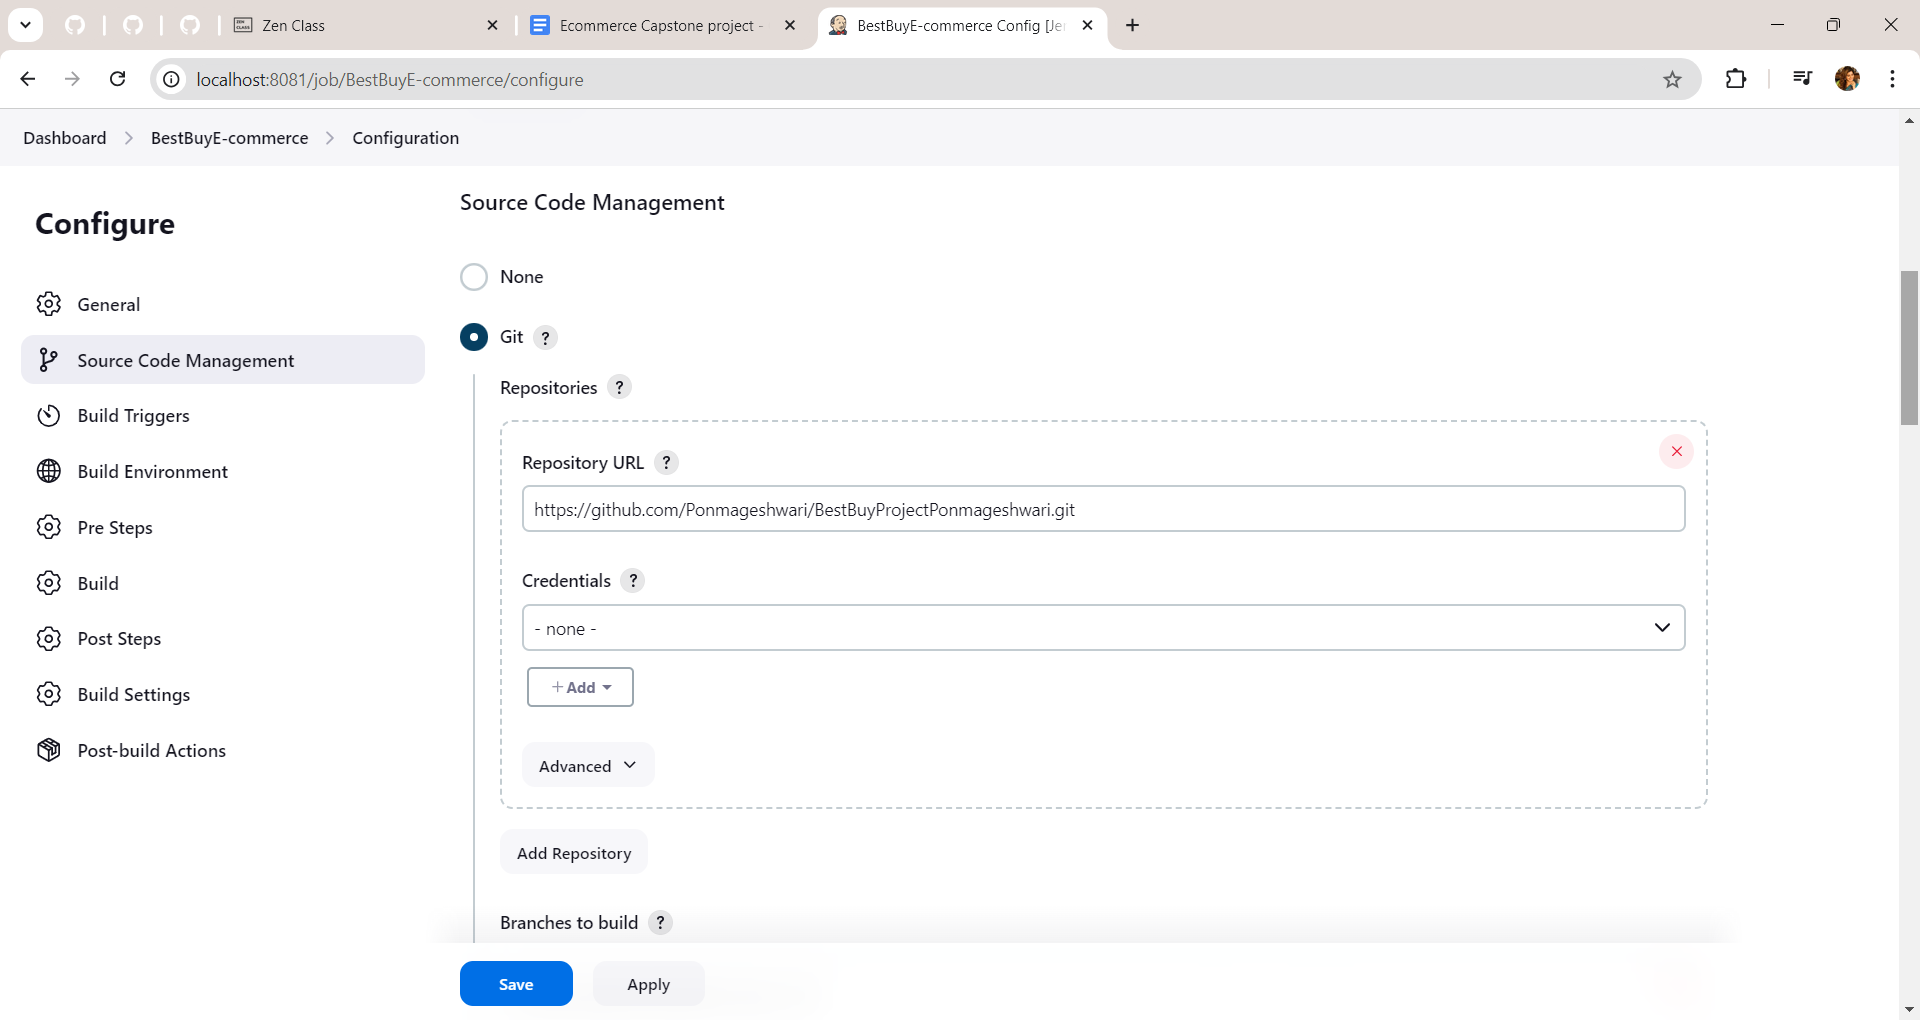 Zen Class
Ecommerce Capstone project -
BestBuyE-commerce Config [Je
localhost:8081/job/BestBuyE-commerce/configure
Dashboard
BestBuyE-commerce
Configuration
Configure
General
Source Code Management
Build Triggers
Build Environment
Pre Steps
Build
Post Steps
Build Settings
Post-build Actions
Source Code Management
None
Git ?
Repositories ?
Repository URL ?
https://github.com/Ponmageshwari/BestBuyProjectPonmageshwari.git
Credentials ?
- none -
+ Add
Advanced
Add Repository
Branches to build ?
Save
Apply